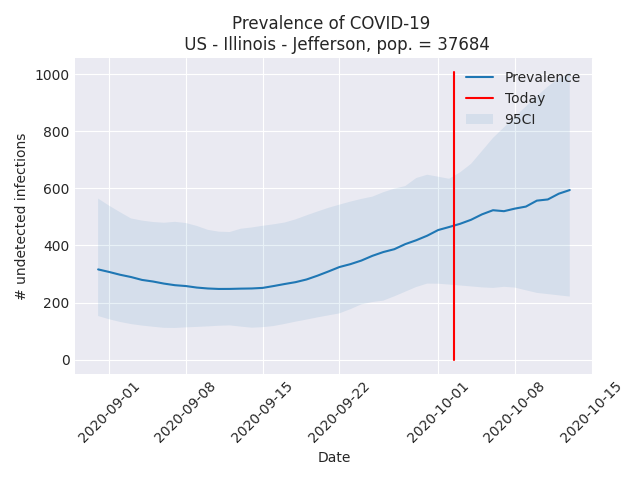 Prevalence of COVID-19
US - Illinois - Jefferson, pop. = 37684
Prevalence
Today
95CI
1000
800
600
400
200
0
# undetected infections
2020-09-01
2020-09-08
2020-09-15
2020-09-22
2020-10-01
2020-10-08
2020-10-15
Date